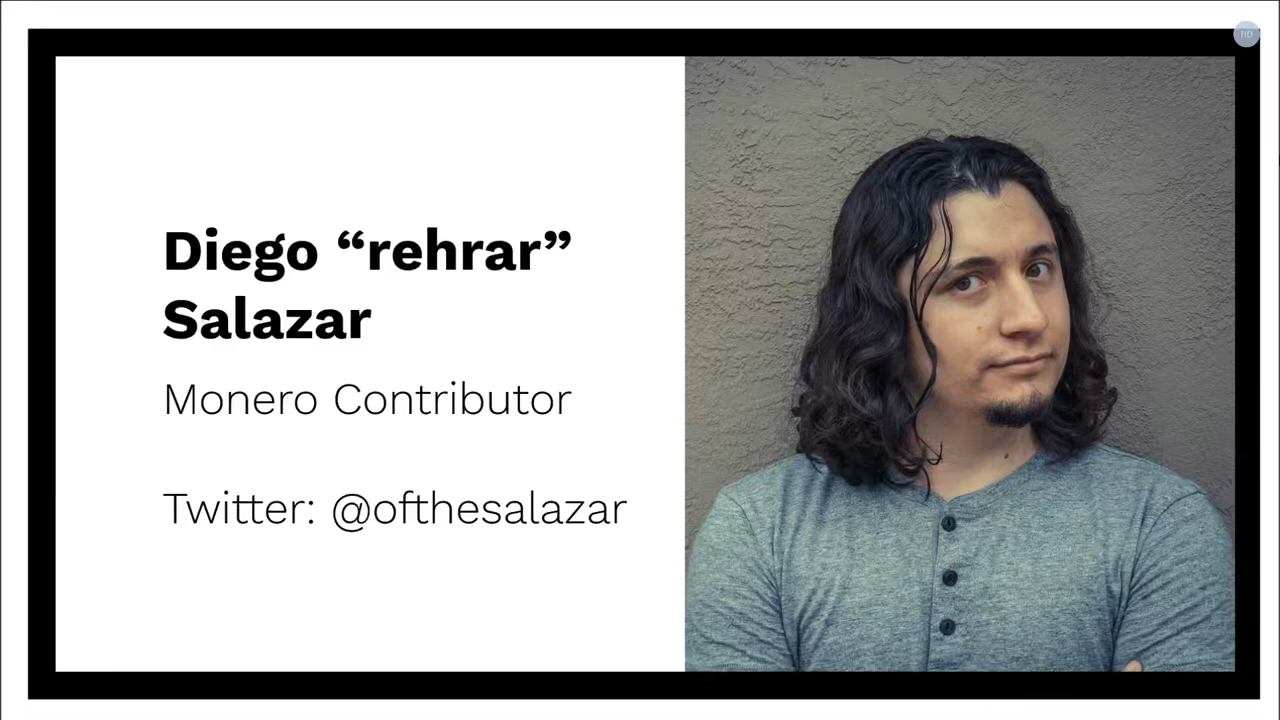 Diego “rehrar”
Salazar
Monero Contributor
Twitter: @ofthesalazar